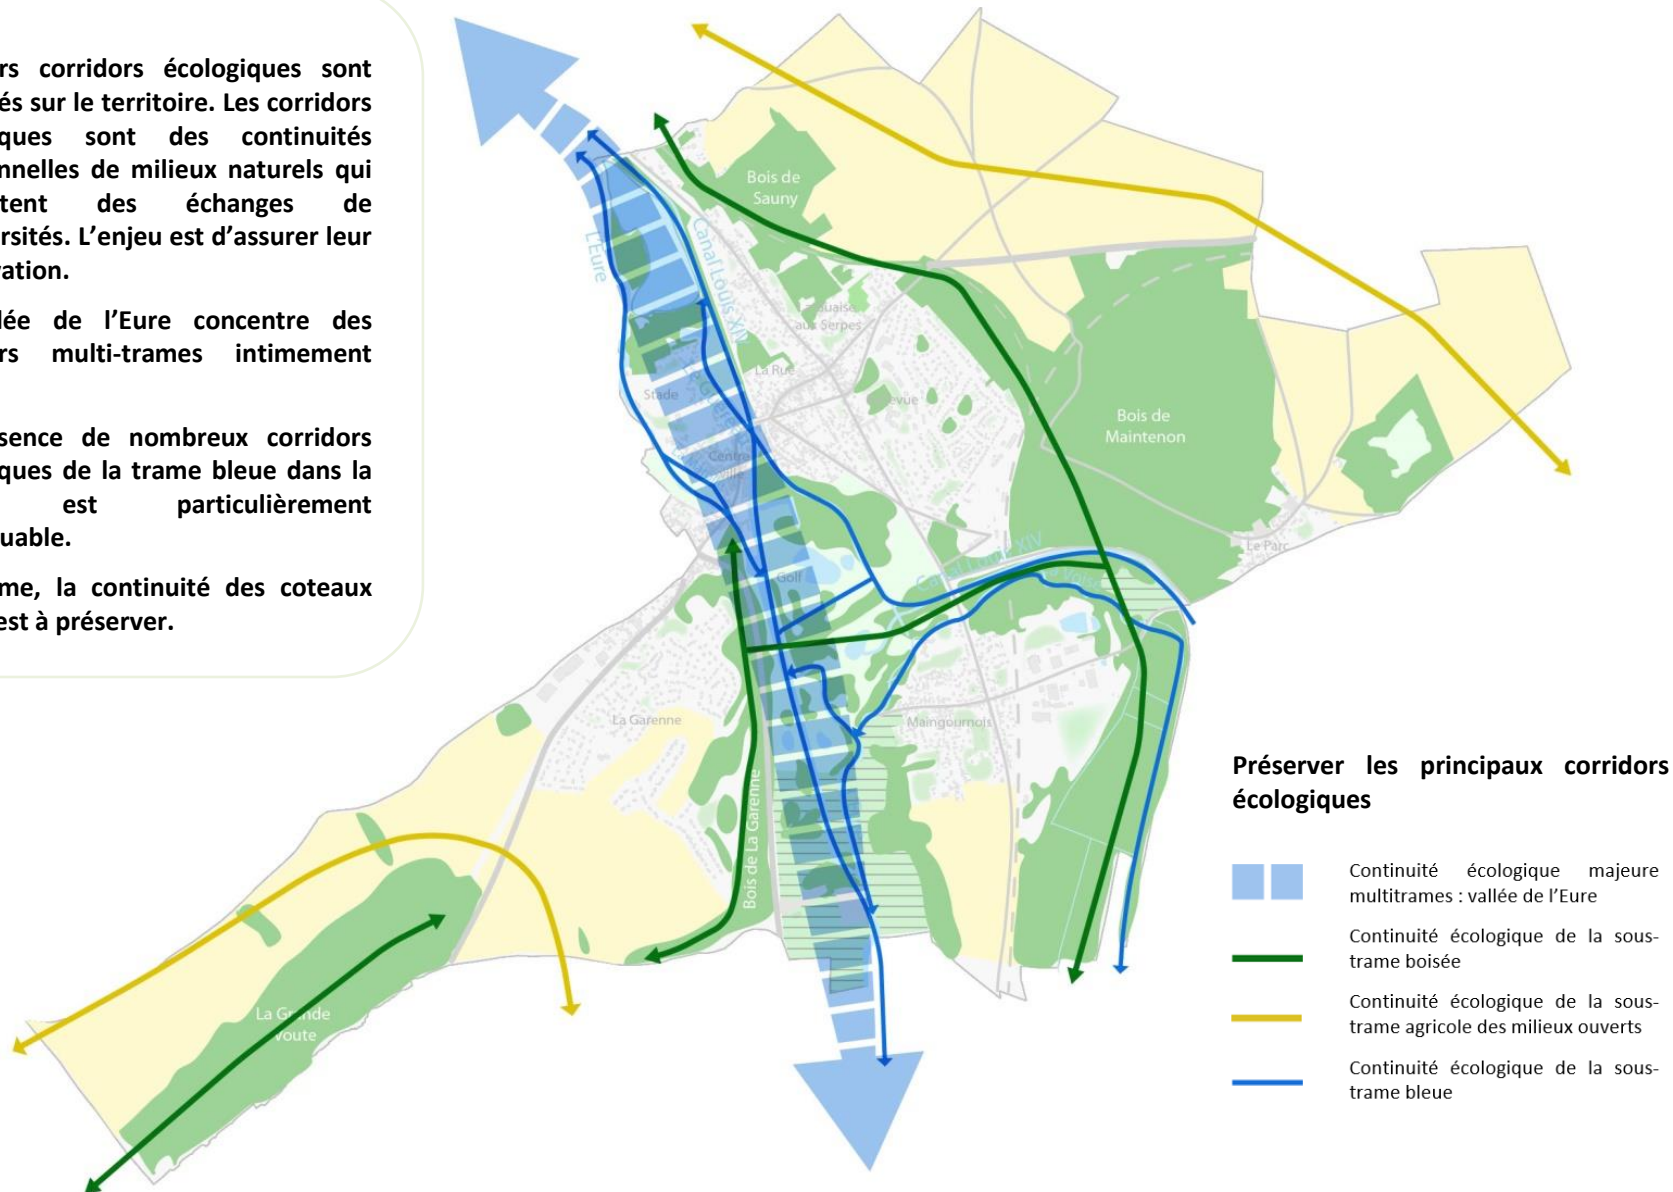 rs corridors écologiques sont
és sur le territoire. Les corridors
ques sont des continuités
nnelles de milieux naturels qui
tent des échanges de
rsités. L’enjeu est d’assurer leur
ation.
lée de l’Eure concentre des
rs multi-trames intimement
sence de nombreux corridors
ques de la trame bleue dans la
est particulièrement
uable.
me, la continuité des coteaux
est à préserver.
Bois de
Sauny
L'Eure
Canal Louis XIV
aux Serpes
La Rue
Stade
Centre
Bois de
Maintenon
Le Parc
Canal Louis XIV
Golf
La Garenne
Maingournois
Bois de La Garenne
La Grande
Voute
Préserver les principaux corridors
écologiques
Continuité écologique majeure
multitrames : vallée de l’Eure
Continuité écologique de la sous-
trame boisée
Continuité écologique de la sous-
trame agricole des milieux ouverts
Continuité écologique de la sous-
trame bleue